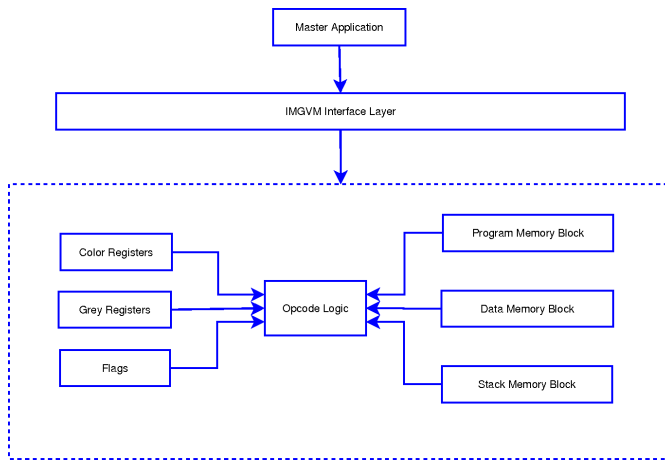 Master Application
IMGVM Interface Layer
Color Registers
Grey Registers
Flags
Opcode Logic
Program Memory Block
Data Memory Block
Stack Memory Block